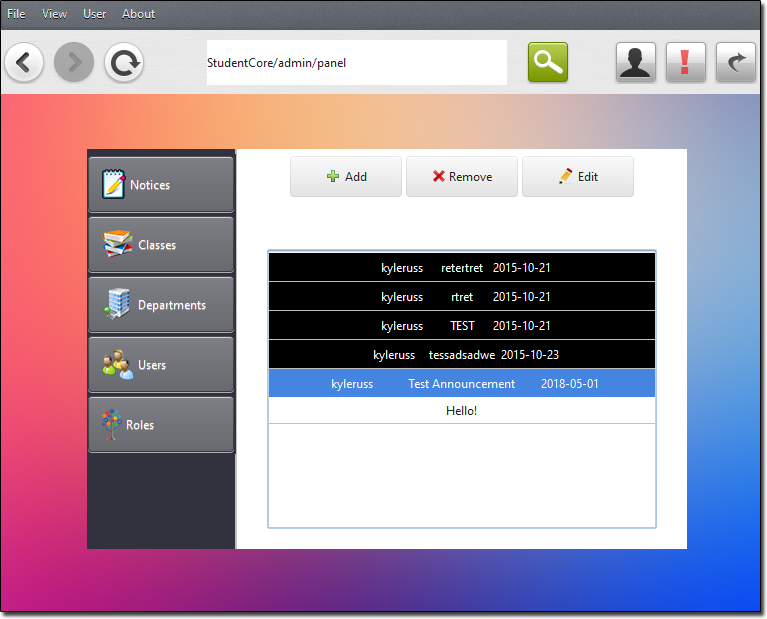 File View User About
StudentCore/admin/panel
Notices
Classes
Departments
Users
Roles
Add Remove Edit
kyleruss retertret 2015-10-21
kyleruss rtret 2015-10-21
kyleruss TEST 2015-10-21
kyleruss tessadsadwe 2015-10-23
kyleruss Test Announcement 2018-05-01
Hello!